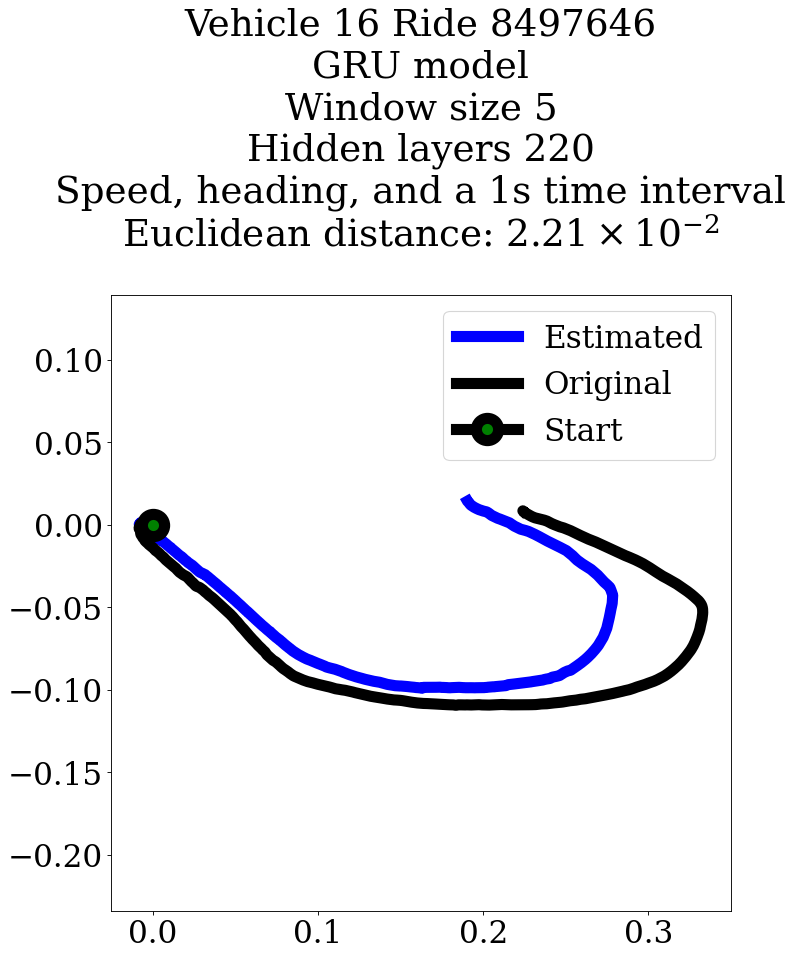 Vehicle 16 Ride 8497646
GRU model
Window size 5
Hidden layers 220
Speed, heading, and a 1s time interval
Euclidean distance: 2.21 × 10⁻²
Estimated
Original
Start
0.10
0.05
0.00
−0.05
−0.10
−0.15
−0.20
0.0 0.1 0.2 0.3